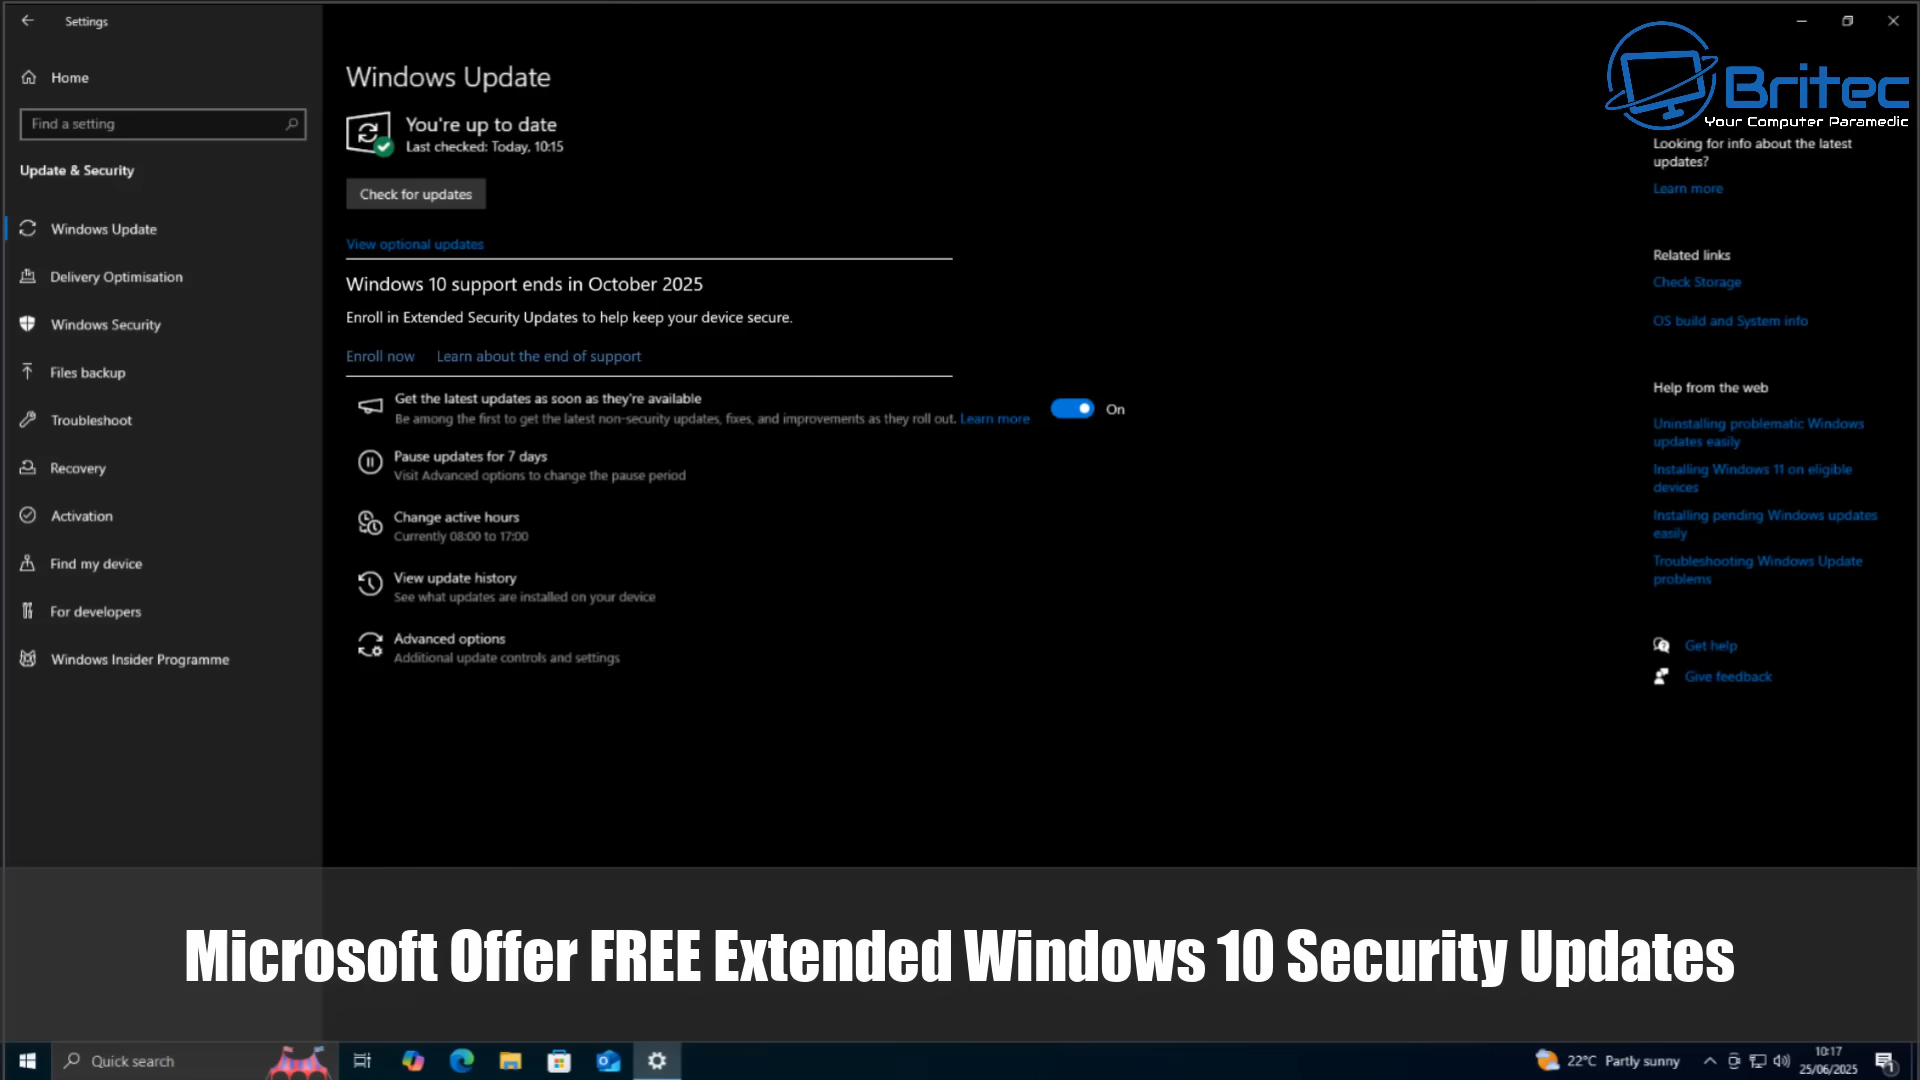 Settings
Home
Find a setting
Update & Security
Windows Update
Delivery Optimisation
Windows Security
Files backup
Troubleshoot
Recovery
Activation
Find my device
For developers
Windows Insider Programme
Windows Update
You're up to date
Last checked: Today, 10:15
Check for updates
View optional updates
Windows 10 support ends in October 2025
Enroll in Extended Security Updates to help keep your device secure.
Enroll now Learn about the end of support
Get the latest updates as soon as they're available
Be among the first to get the latest non-security updates, fixes, and improvements as they roll out. Learn more
On
Pause updates for 7 days
Visit Advanced options to change the pause period
Change active hours
Currently 08:00 to 17:00
View update history
See what updates are installed on your device
Advanced options
Additional update controls and settings
Britec
Your Computer Paramedic
Looking for info about the latest
updates?
Learn more
Related links
Check Storage
OS build and System info
Help from the web
Uninstalling problematic Windows
updates easily
Installing Windows 11 on eligible
devices
Installing pending Windows updates
easily
Troubleshooting Windows Update
problems
Get help
Give feedback
Microsoft Offer FREE Extended Windows 10 Security Updates
Quick search
22°C Partly sunny
10:17
25/06/2025
1